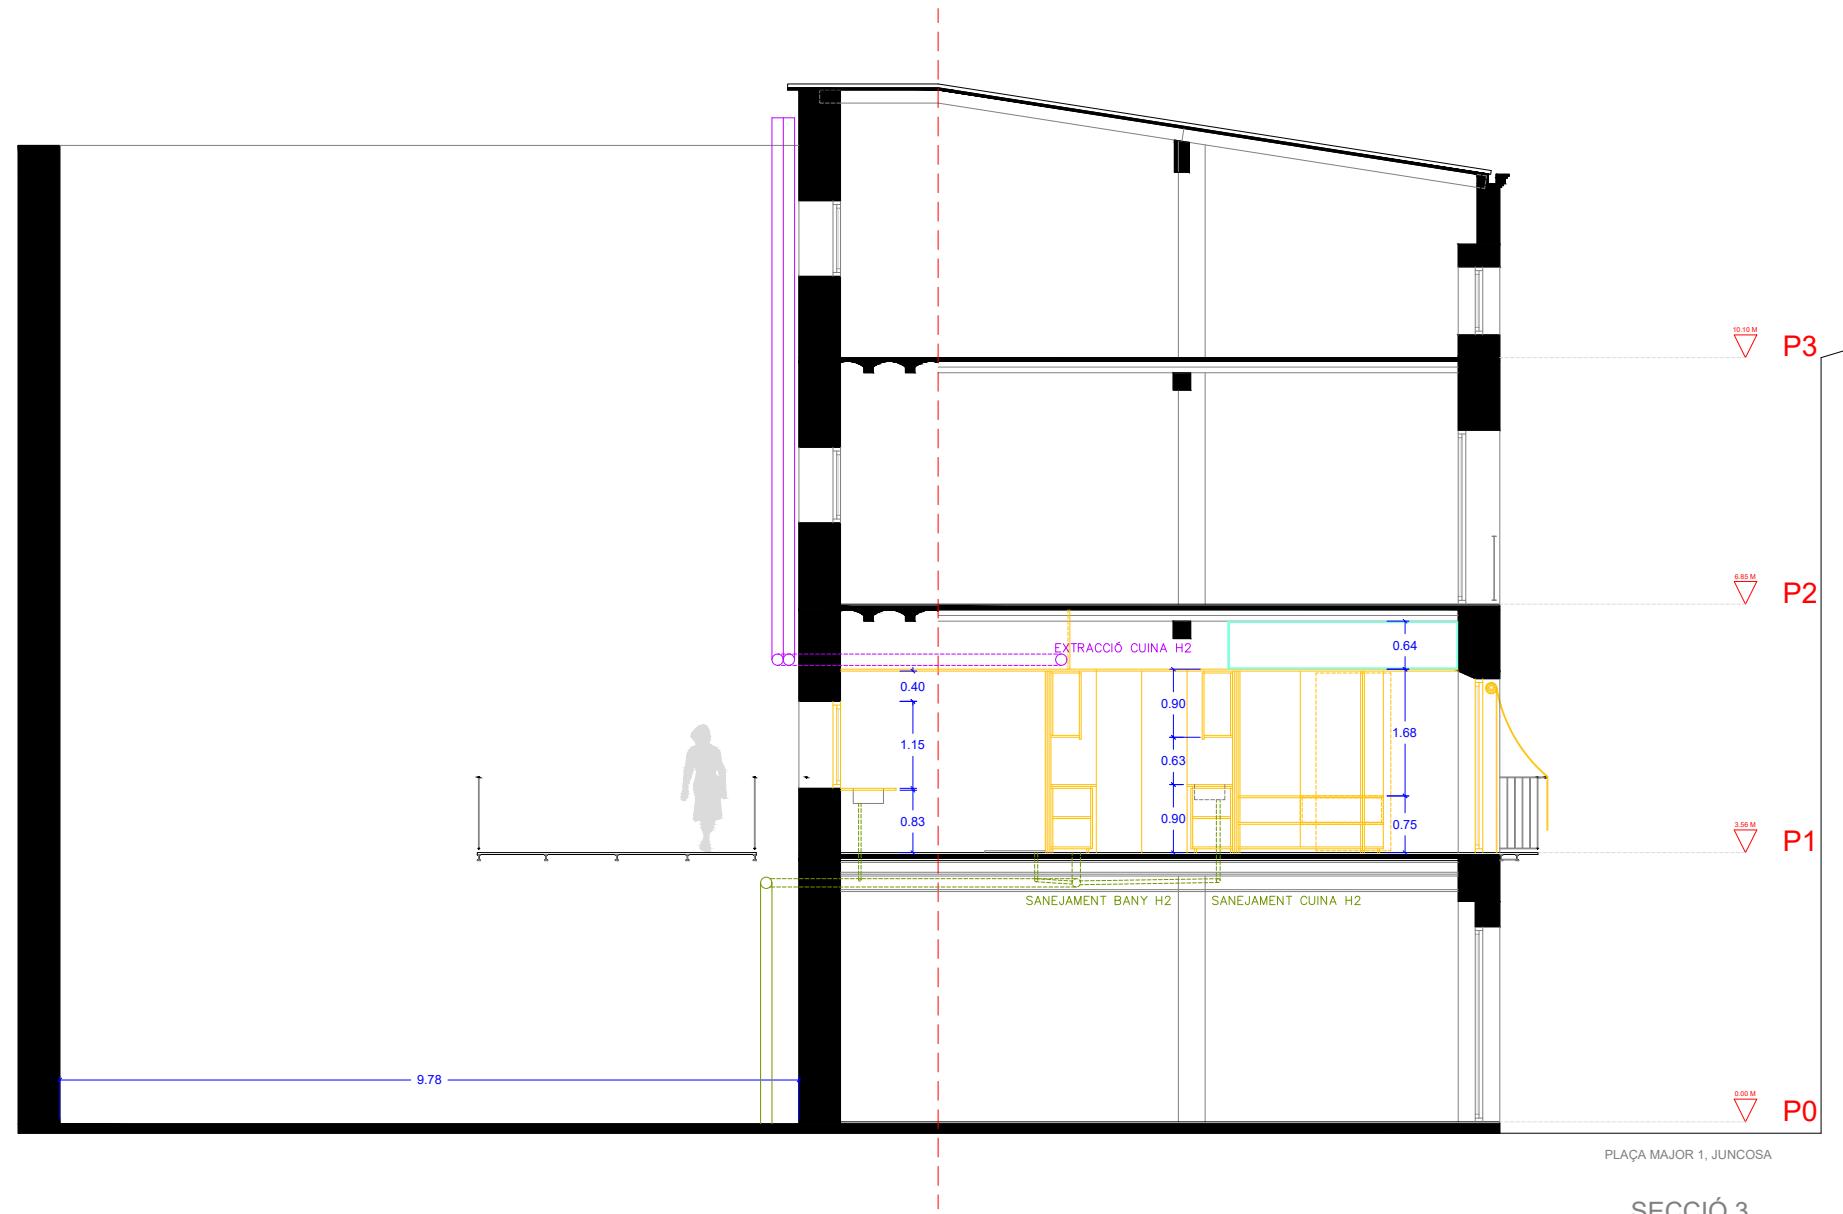 10.10 M
P3
6.85 M
P2
EXTRACCIÓ CUINA H2
0.64
0.40
0.90
1.68
1.15
0.63
0.90
0.83
0.75
3.56 M
P1
SANEJAMENT BANY H2
SANEJAMENT CUINA H2
9.78
0.00 M
P0
PLAÇA MAJOR 1, JUNCOSA
SECCIÓ 3